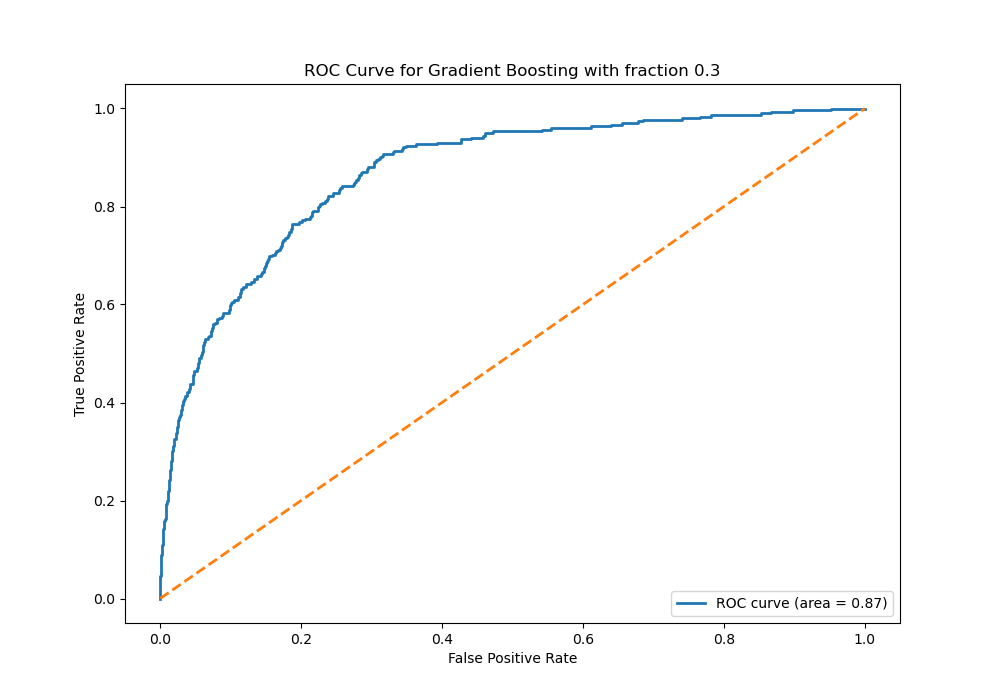 ROC Curve for Gradient Boosting with fraction 0.3
True Positive Rate
1.0
0.8
0.6
0.4
0.2
0.0
ROC curve (area = 0.87)
0.0 0.2 0.4 0.6 0.8 1.0
False Positive Rate